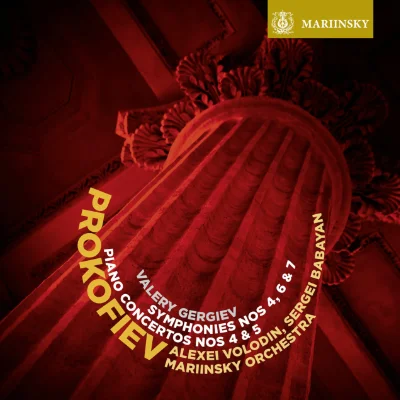 MARIINSKY
PROKOFIEV
VALERY GERGIEV
SYMPHONIES NOS 4, 6 & 7
PIANO CONCERTOS NOS 4 & 5
ALEXEI VOLODIN, SERGEI BABAYAN
MARIINSKY ORCHESTRA